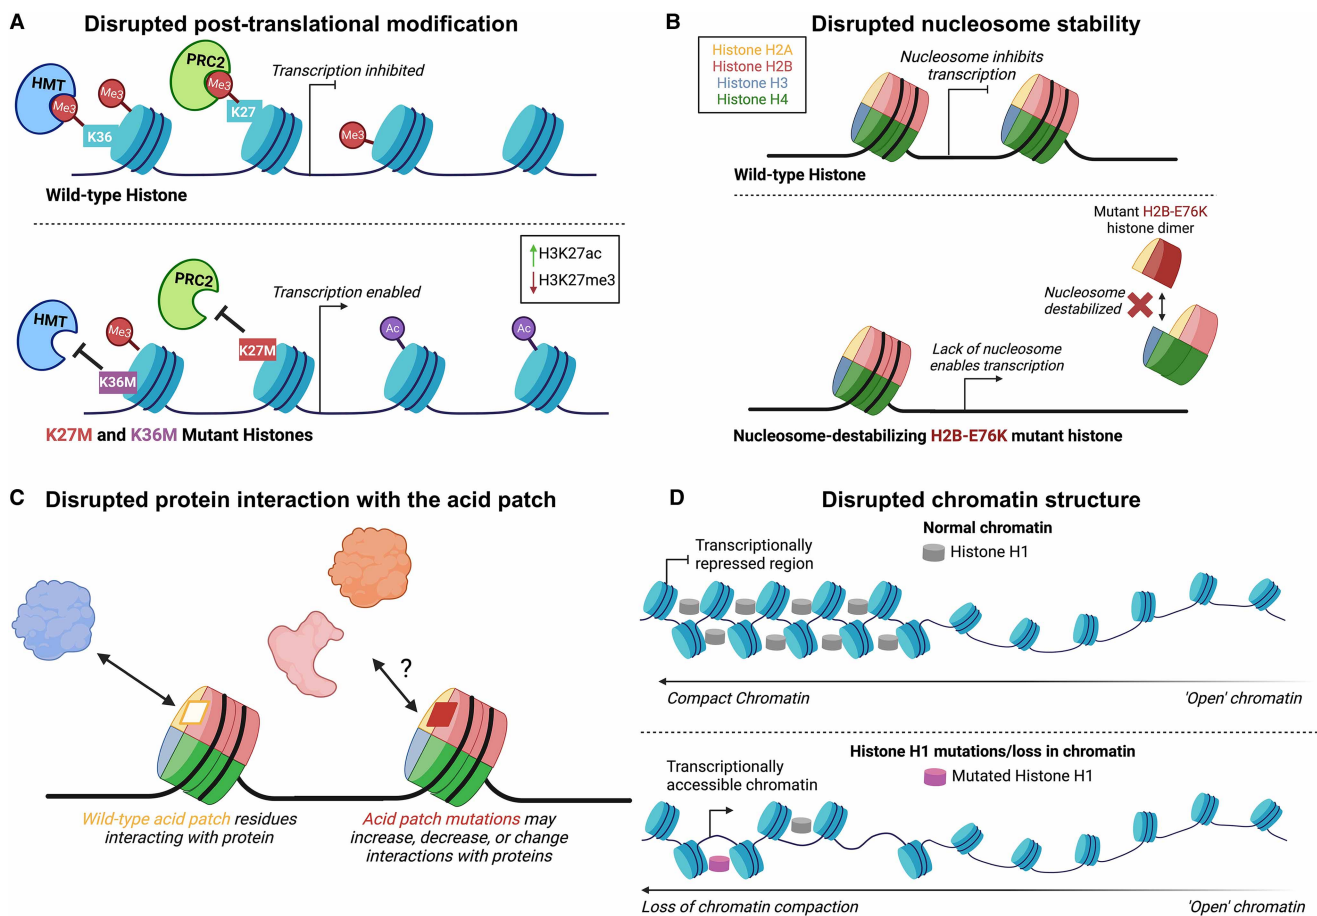 A
Disrupted post-translational modification
HMT
Me3
K36
Me3
PRC2
Me3
K27
Transcription inhibited
Me3
Wild-type Histone
H3K27ac
H3K27me3
HMT
Me3
K36M
PRC2
K27M
Transcription enabled
Ac
Ac
K27M and K36M Mutant Histones
B
Disrupted nucleosome stability
Histone H2A
Histone H2B
Histone H3
Histone H4
Nucleosome inhibits
transcription
Wild-type Histone
Mutant H2B-E76K
histone dimer
Nucleosome
destabilized
Lack of nucleosome
enables transcription
Nucleosome-destabilizing H2B-E76K mutant histone
C
Disrupted protein interaction with the acid patch
?
Wild-type acid patch residues
interacting with protein
Acid patch mutations may
increase, decrease, or change
interactions with proteins
D
Disrupted chromatin structure
Normal chromatin
Histone H1
Transcriptionally
repressed region
Compact Chromatin
'Open' chromatin
Histone H1 mutations/loss in chromatin
Mutated Histone H1
Transcriptionally
accessible chromatin
Loss of chromatin compaction
'Open' chromatin